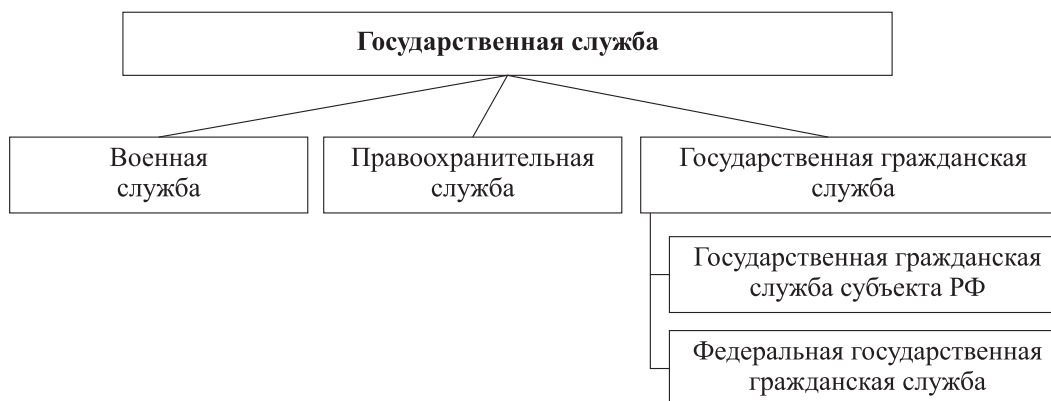 Государственная служба
Военная
служба
Правоохранительная
служба
Государственная гражданская
служба
Государственная гражданская
служба субъекта РФ
Федеральная государственная
гражданская служба